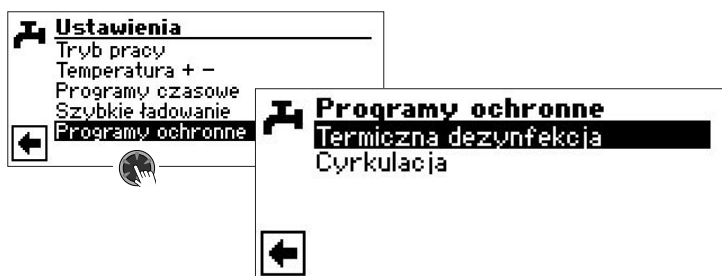 Ustawienia
Tryb pracy
Temperatura + −
Programy czasowe
Szybkie ładowanie
Programy ochronne
Programy ochronne
Termiczna dezynfekcja
Cyrkulacja